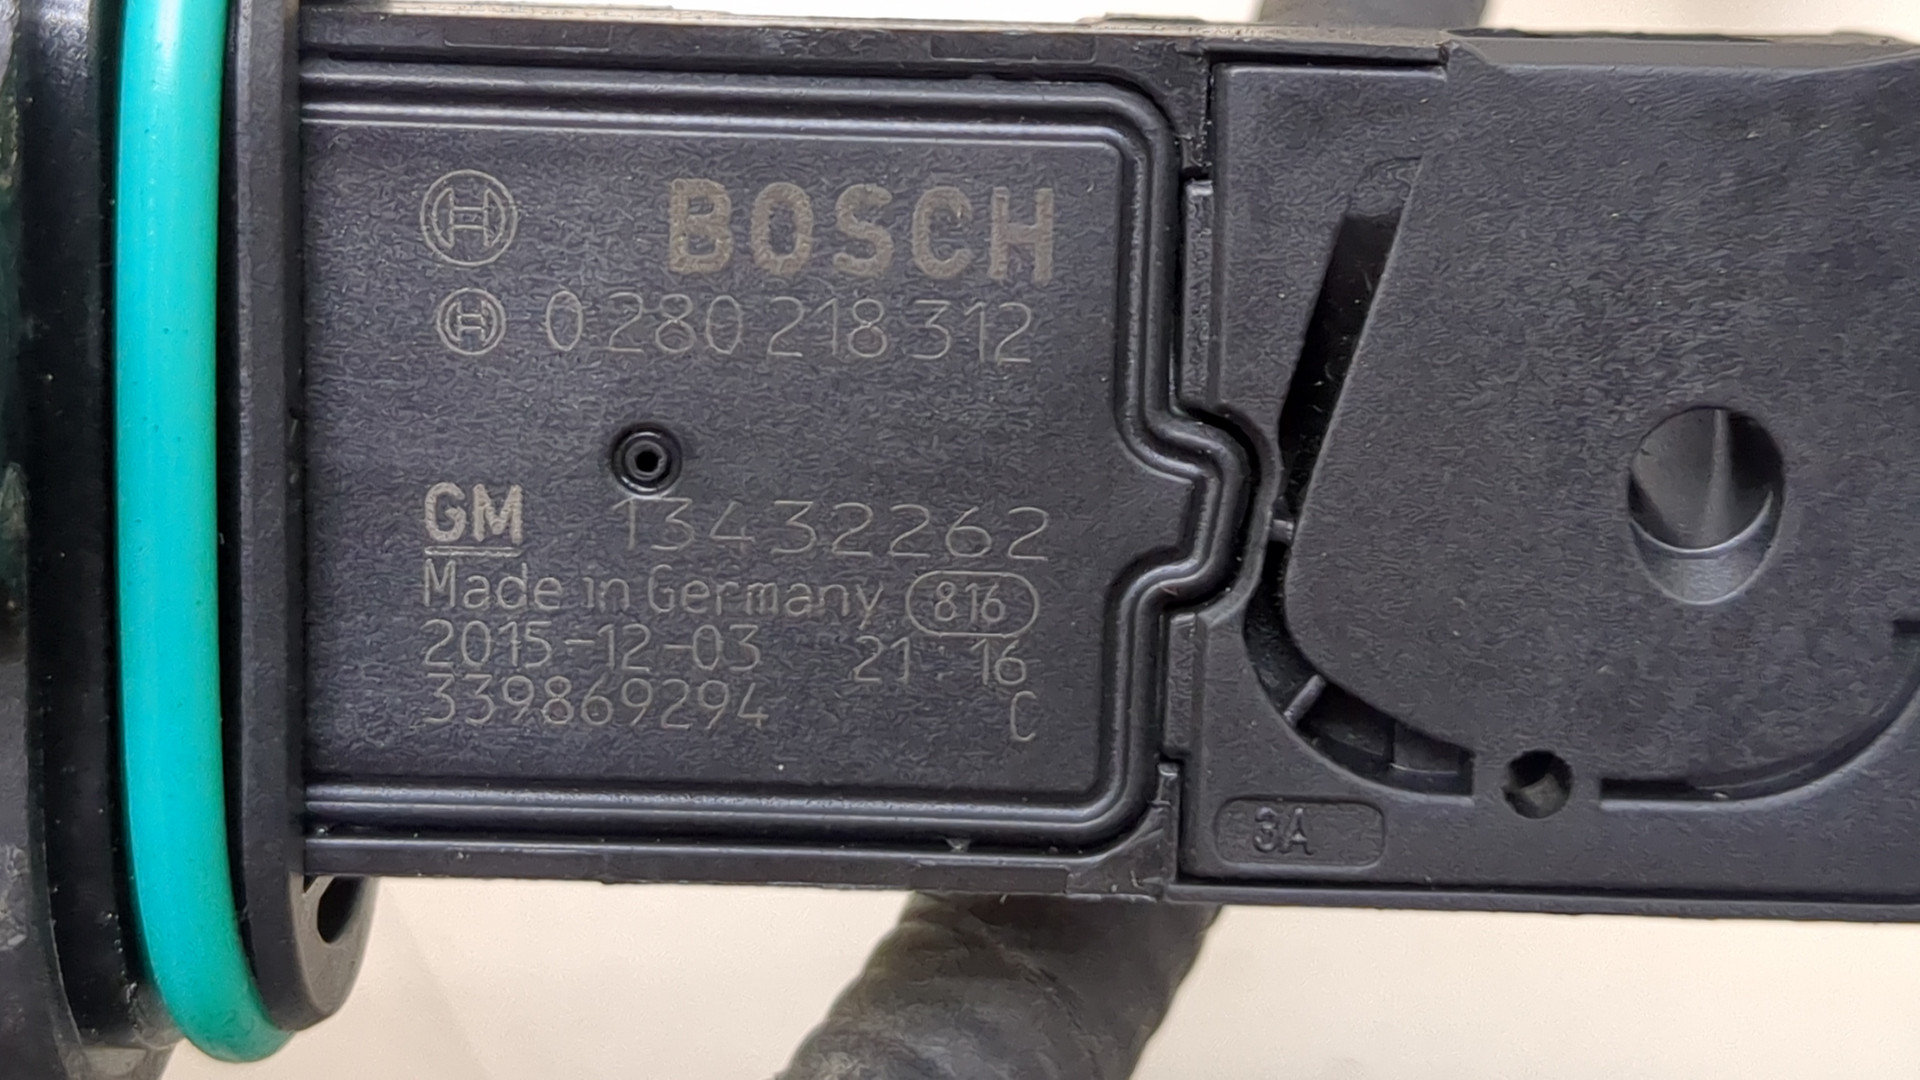 BOSCH
0 280 218 312
GM 13432262
Made in Germany 816
2015-12-03 21 16
339869294 C
3A